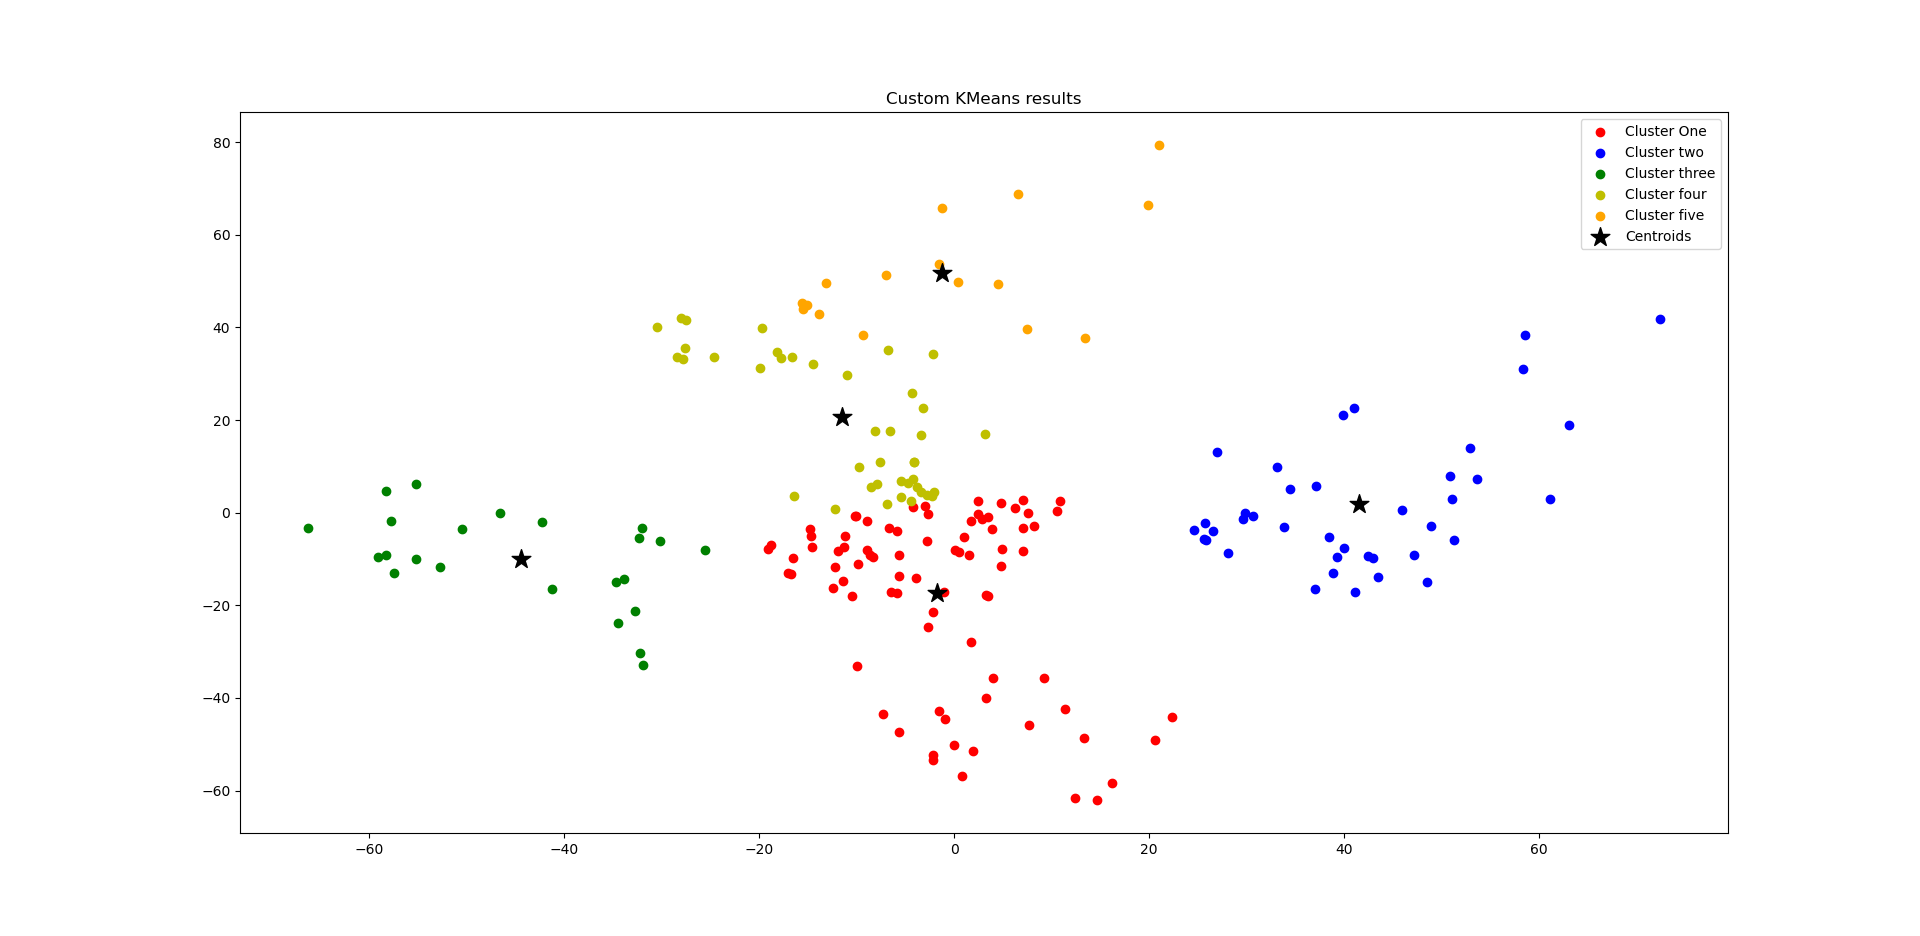 Custom KMeans results
Cluster One
Cluster two
Cluster three
Cluster four
Cluster five
Centroids
80
60
40
20
0
−20
−40
−60
−60 −40 −20 0 20 40 60